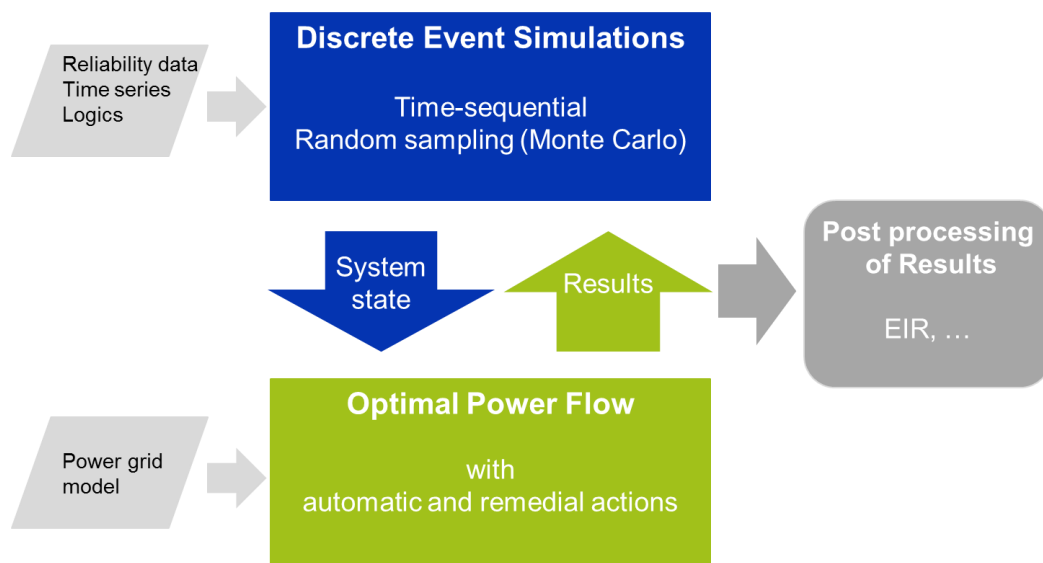 Reliability data
Time series
Logics
Discrete Event Simulations
Time-sequential
Random sampling (Monte Carlo)
System
state
Results
Post processing
of Results
EIR, …
Power grid
model
Optimal Power Flow
with
automatic and remedial actions